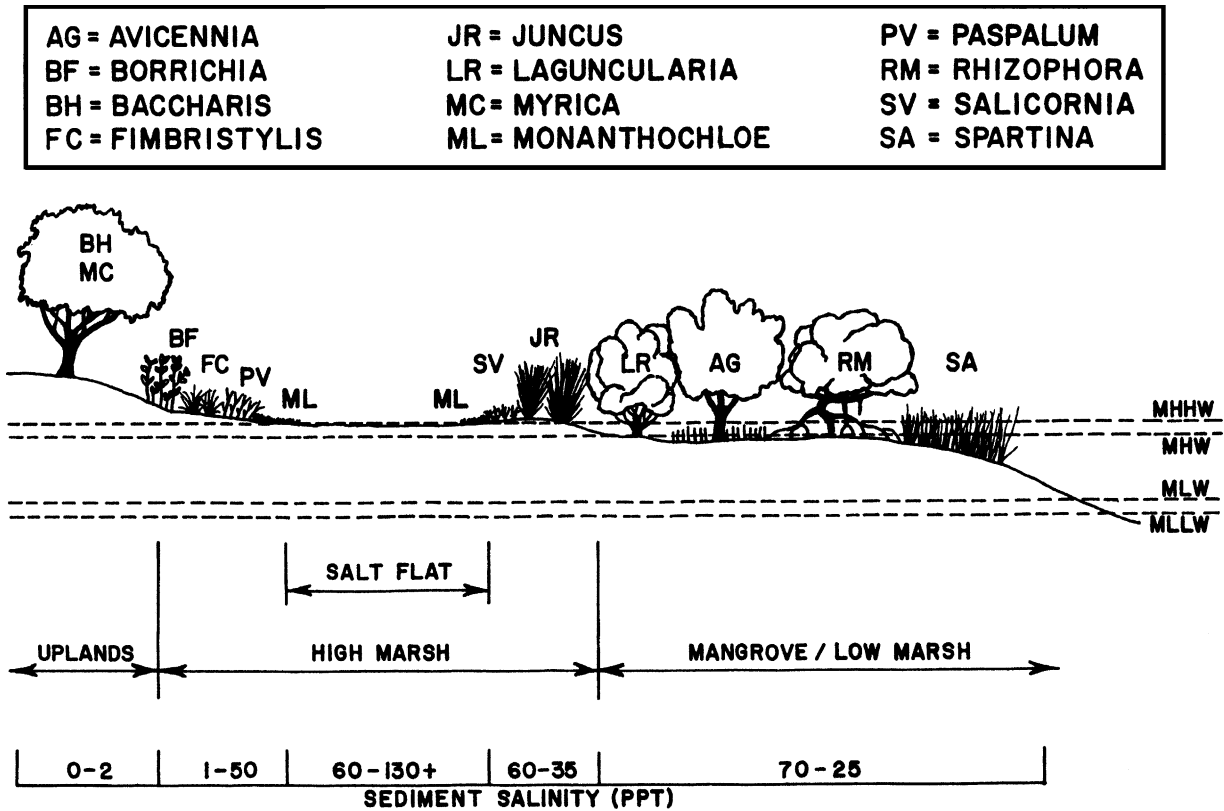 AG = AVICENNIA JR = JUNCUS PV = PASPALUM
BF = BORRICHIA LR = LAGUNCULARIA RM = RHIZOPHORA
BH = BACCHARIS MC = MYRICA SV = SALICORNIA
FC = FIMBRISTYLIS ML = MONANTHOCHLOE SA = SPARTINA
BH
MC
BF
FC
PV
ML
ML
SV
JR
LR
AG
RM
SA
MHHW
MHW
MLW
MLLW
SALT FLAT
UPLANDS HIGH MARSH MANGROVE / LOW MARSH
0-2 1-50 60-130+ 60-35 70-25
SEDIMENT SALINITY (PPT)